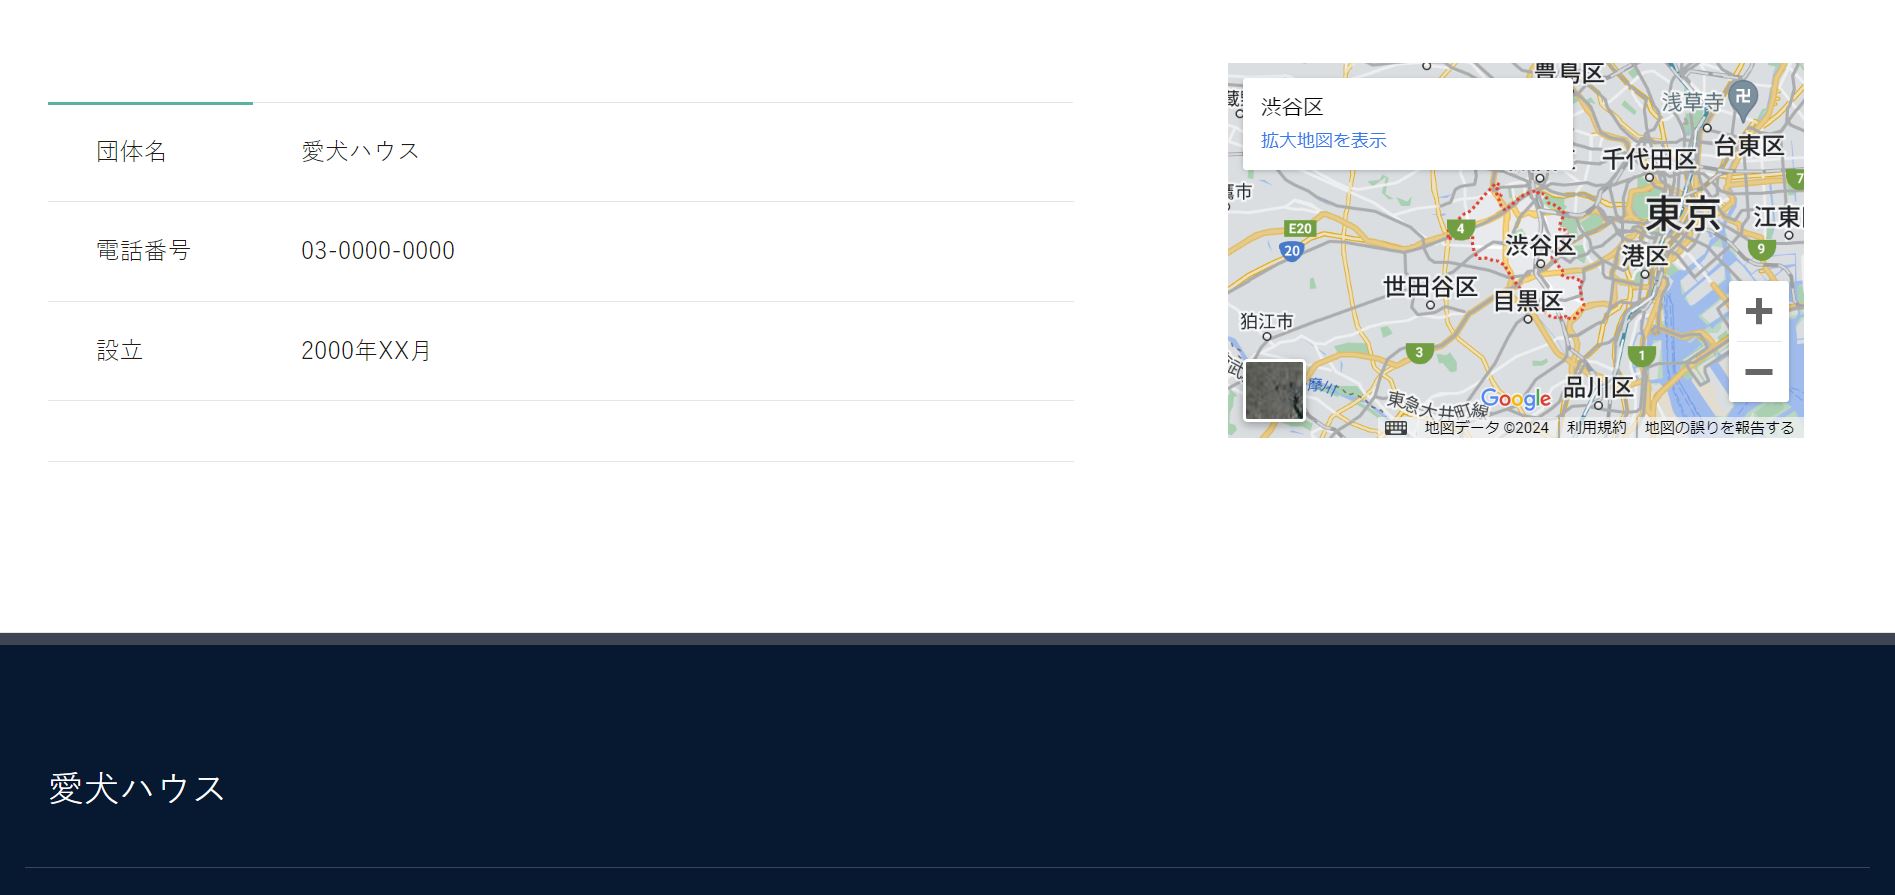 団体名 愛犬ハウス
電話番号 03-0000-0000
設立 2000年XX月
渋谷区
拡大地図を表示
豊島区
浅草寺
台東区
千代田区
7
東京
江東
E20
20
4
渋谷区
港区
9
世田谷区
目黒区
狛江市
3
1
品川区
東急大井町線
Google
地図データ ©2024 利用規約 地図の誤りを報告する
愛犬ハウス